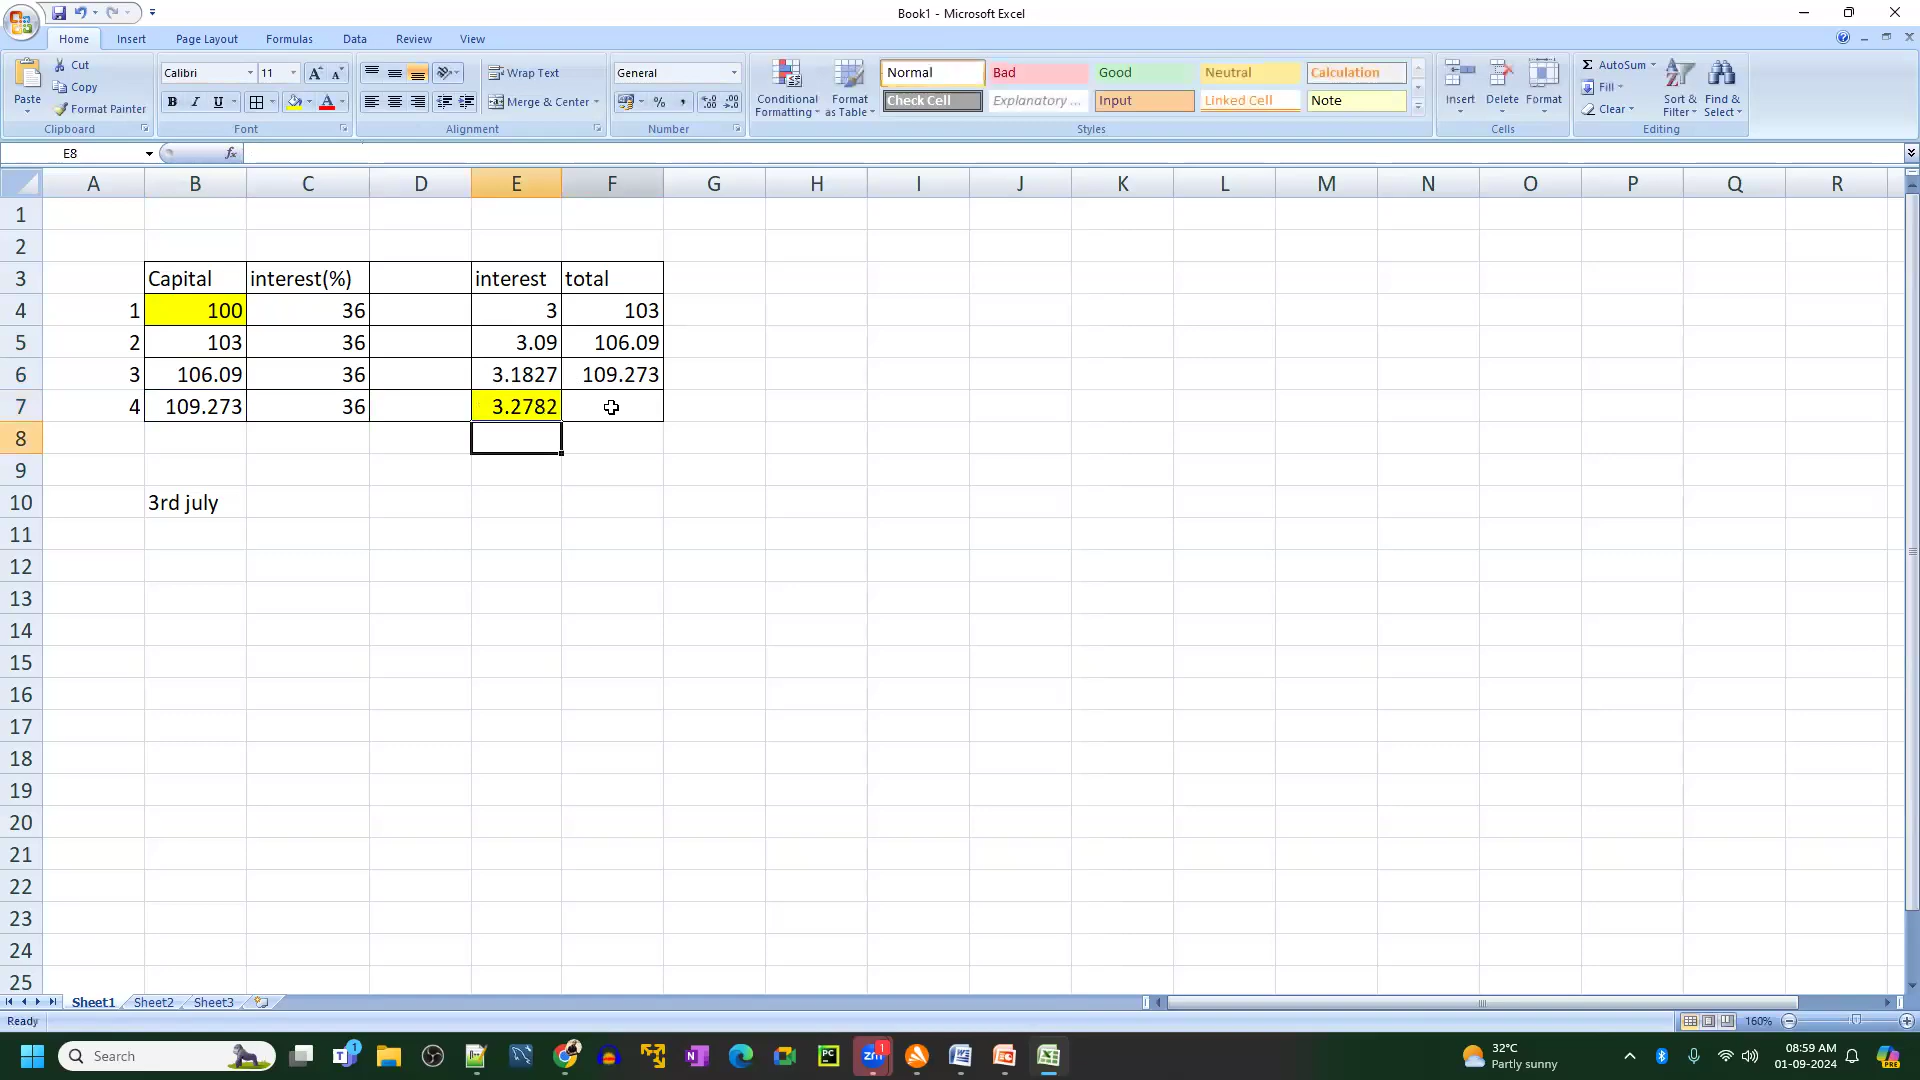 Book1 - Microsoft Excel
Home Insert Page Layout Formulas Data Review View
Cut Calibri 11 A A Wrap Text General Normal Bad Good Neutral Calculation AutoSum
Copy Fill
Paste Format Painter B I U A Merge & Center % , Conditional Formatting Format as Table Check Cell Explanatory ... Input Linked Cell Note Insert Delete Format Clear Sort & Filter Find & Select
Clipboard Font Alignment Number Styles Cells Editing
E8 fx
A B C D E F G H I J K L M N O P Q R
1
2
3 Capital interest(%) interest total
4 1 100 36 3 103
5 2 103 36 3.09 106.09
6 3 106.09 36 3.1827 109.273
7 4 109.273 36 3.2782
8
9
10 3rd july
11
12
13
14
15
16
17
18
19
20
21
22
23
24
25
Sheet1 Sheet2 Sheet3
Ready 160%
Search 32°C 08:59 AM
Partly sunny 01-09-2024